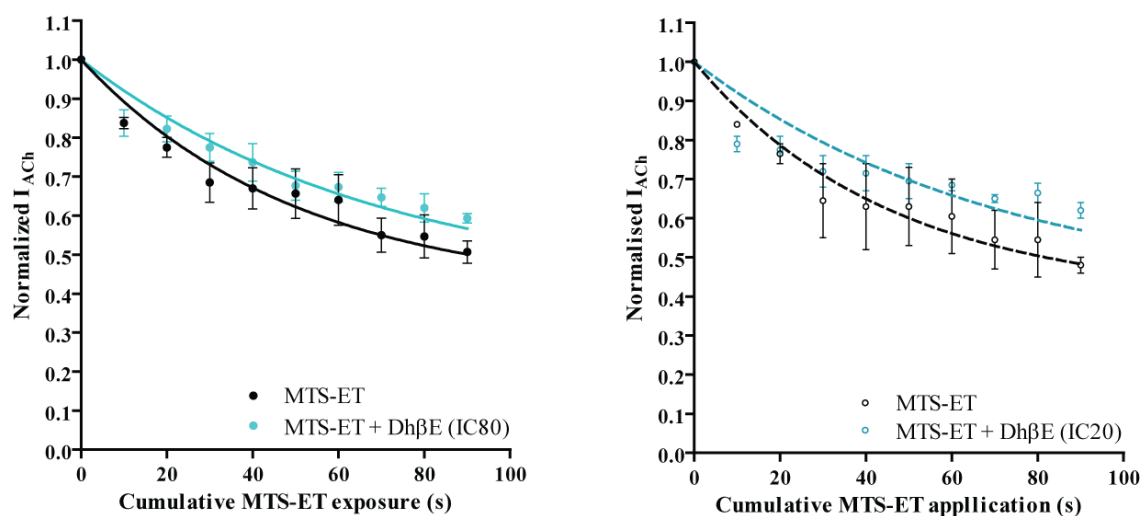 1.1
1.0
0.9
0.8
0.7
0.6
0.5
0.4
0.3
0.2
0.1
0.0
0 20 40 60 80 100
Normalized I ACh
Cumulative MTS-ET exposure (s)
MTS-ET
MTS-ET + DhβE (IC80)
1.1
1.0
0.9
0.8
0.7
0.6
0.5
0.4
0.3
0.2
0.1
0.0
0 20 40 60 80 100
Normalised I ACh
Cumulative MTS-ET appllication (s)
MTS-ET
MTS-ET + DhβE (IC20)